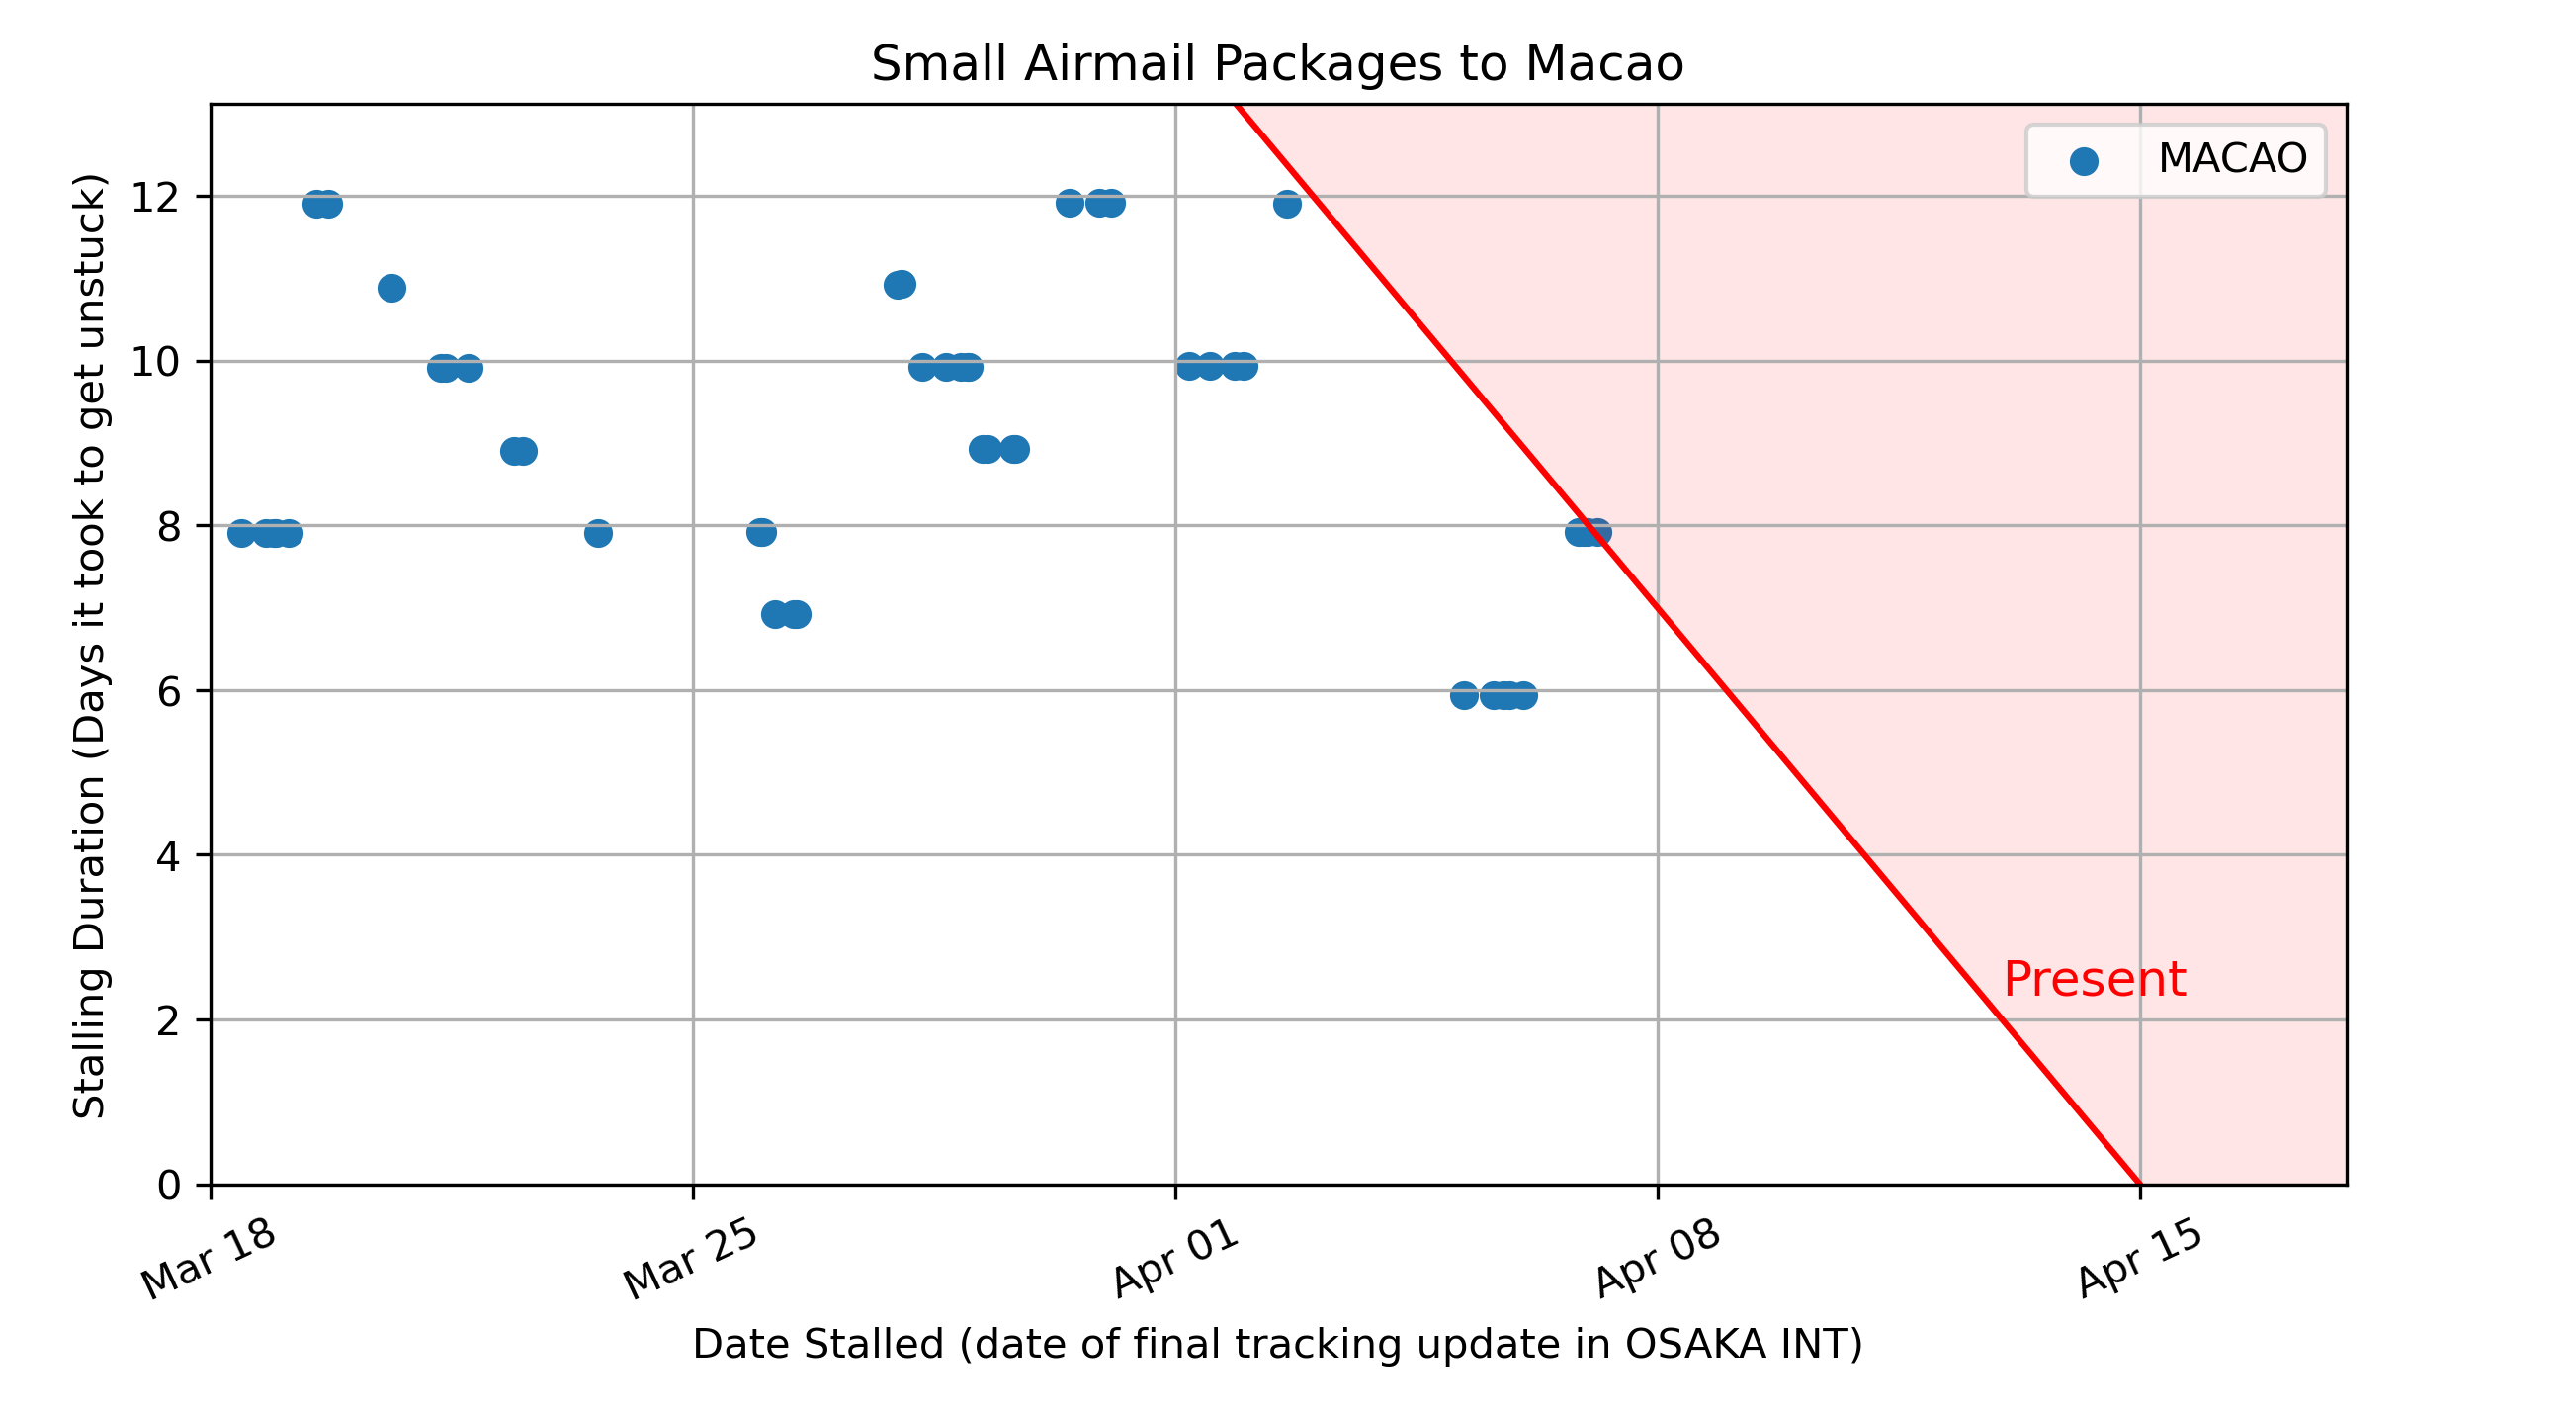 Small Airmail Packages to Macao
MACAO
Stalling Duration (Days it took to get unstuck)
12
10
8
6
4
2
0
Present
Mar 18
Mar 25
Apr 01
Apr 08
Apr 15
Date Stalled (date of final tracking update in OSAKA INT)